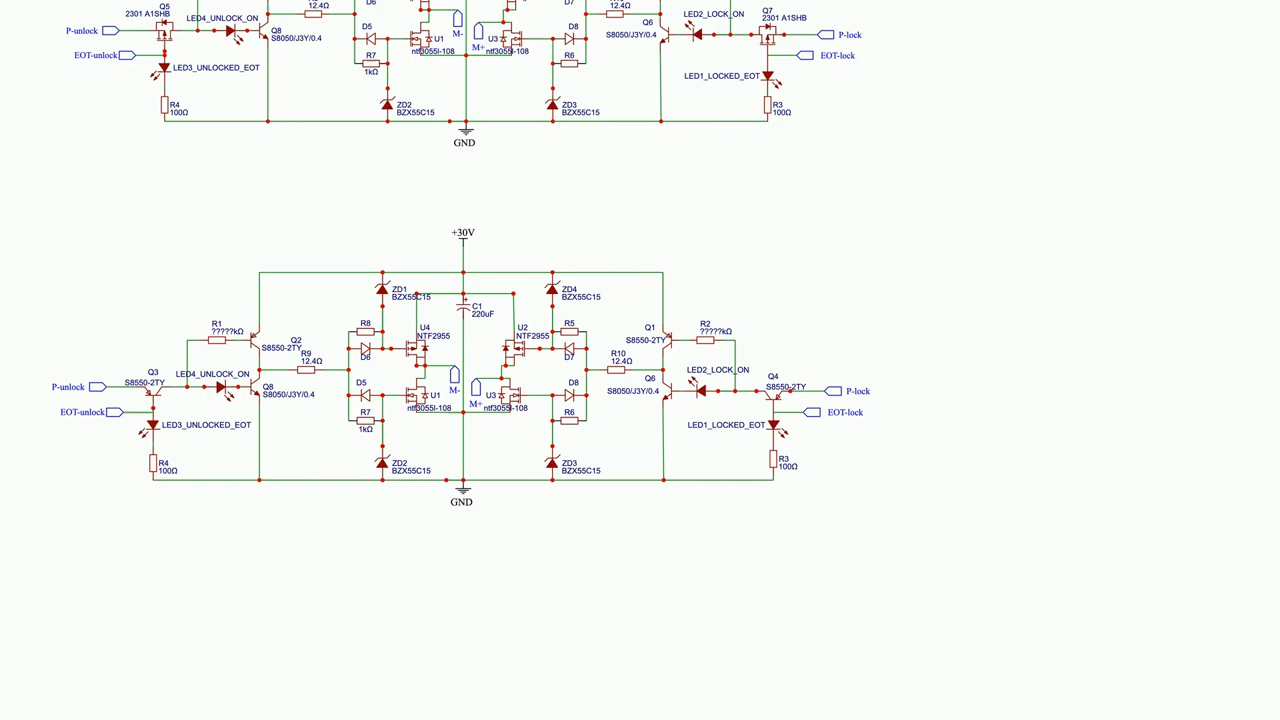 Q5
2301 A1SHB
LED4_UNLOCK_ON
12.4Ω
D6
D7
12.4Ω
LED2_LOCK_ON
Q7
2301 A1SHB
P-unlock
Q8
S8050/J3Y/0.4
D5
U1
ntf3055l-108
M-
M+
U3
ntf3055l-108
D8
Q6
S8050/J3Y/0.4
P-lock
EOT-unlock
LED3_UNLOCKED_EOT
R7
1kΩ
R6
LED1_LOCKED_EOT
EOT-lock
R4
100Ω
ZD2
BZX55C15
ZD3
BZX55C15
R3
100Ω
GND
+30V
ZD1
BZX55C15
C1
220uF
ZD4
BZX55C15
R1
?????kΩ
Q2
S8550-2TY
R8
U4
NTF2955
U2
NTF2955
R5
Q1
S8550-2TY
R2
?????kΩ
R9
12.4Ω
D6
D7
R10
12.4Ω
Q3
S8550-2TY
LED4_UNLOCK_ON
LED2_LOCK_ON
Q4
S8550-2TY
P-unlock
Q8
S8050/J3Y/0.4
D5
U1
ntf3055l-108
M-
M+
U3
ntf3055l-108
D8
Q6
S8050/J3Y/0.4
P-lock
EOT-unlock
LED3_UNLOCKED_EOT
R7
1kΩ
R6
LED1_LOCKED_EOT
EOT-lock
R4
100Ω
ZD2
BZX55C15
ZD3
BZX55C15
R3
100Ω
GND